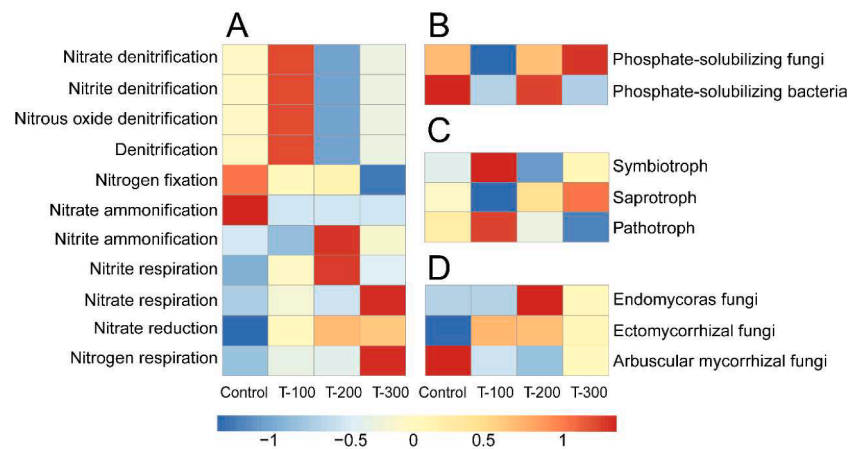 A
Nitrate denitrification
Nitrite denitrification
Nitrous oxide denitrification
Denitrification
Nitrogen fixation
Nitrate ammonification
Nitrite ammonification
Nitrite respiration
Nitrate respiration
Nitrate reduction
Nitrogen respiration
Control T-100 T-200 T-300
B
Phosphate-solubilizing fungi
Phosphate-solubilizing bacteria
C
Symbiotroph
Saprotroph
Pathotroph
D
Endomycoras fungi
Ectomycorrhizal fungi
Arbuscular mycorrhizal fungi
Control T-100 T-200 T-300
−1 −0.5 0 0.5 1